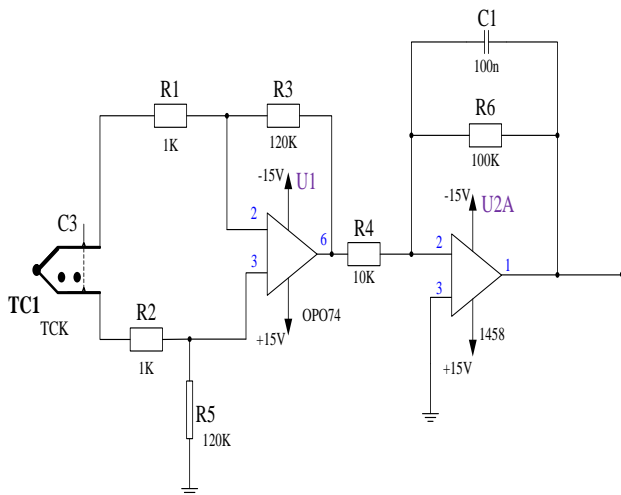 C1
100n
R1
R3
R6
1K
120K
100K
-15V
U1
-15V
U2A
C3
2
R4
2
6
1
3
10K
3
TC1
TCK
R2
OPO74
1458
+15V
+15V
1K
R5
120K